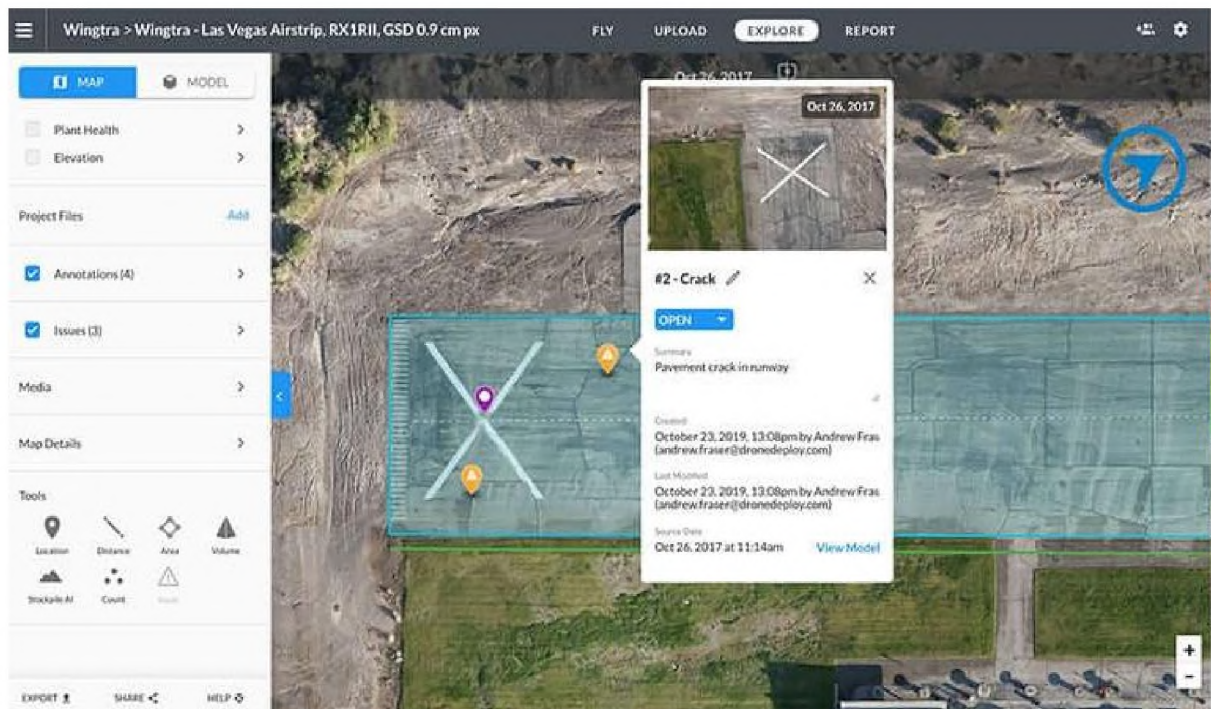 Wingtra > Wingtra - Las Vegas Airstrip, RX1RII, GSD 0.9 cm px
FLY
UPLOAD
EXPLORE
REPORT
MAP
MODEL
Plant Health
Elevation
Project Files
Add
Annotations (4)
Issues (3)
Media
Map Details
Tools
Location
Distance
Area
Volume
Stockpile AI
Count
EXPORT
SHARE
HELP
Oct 26, 2017
Oct 26, 2017
#2 - Crack
OPEN
Summary
Pavement crack in runway
Created
October 23, 2019, 13:08pm by Andrew Fras
(andrew.fraser@dronedeploy.com)
Last Modified
October 23, 2019, 13:08pm by Andrew Fras
(andrew.fraser@dronedeploy.com)
Source Date
Oct 26, 2017 at 11:14am
View Model
+
-